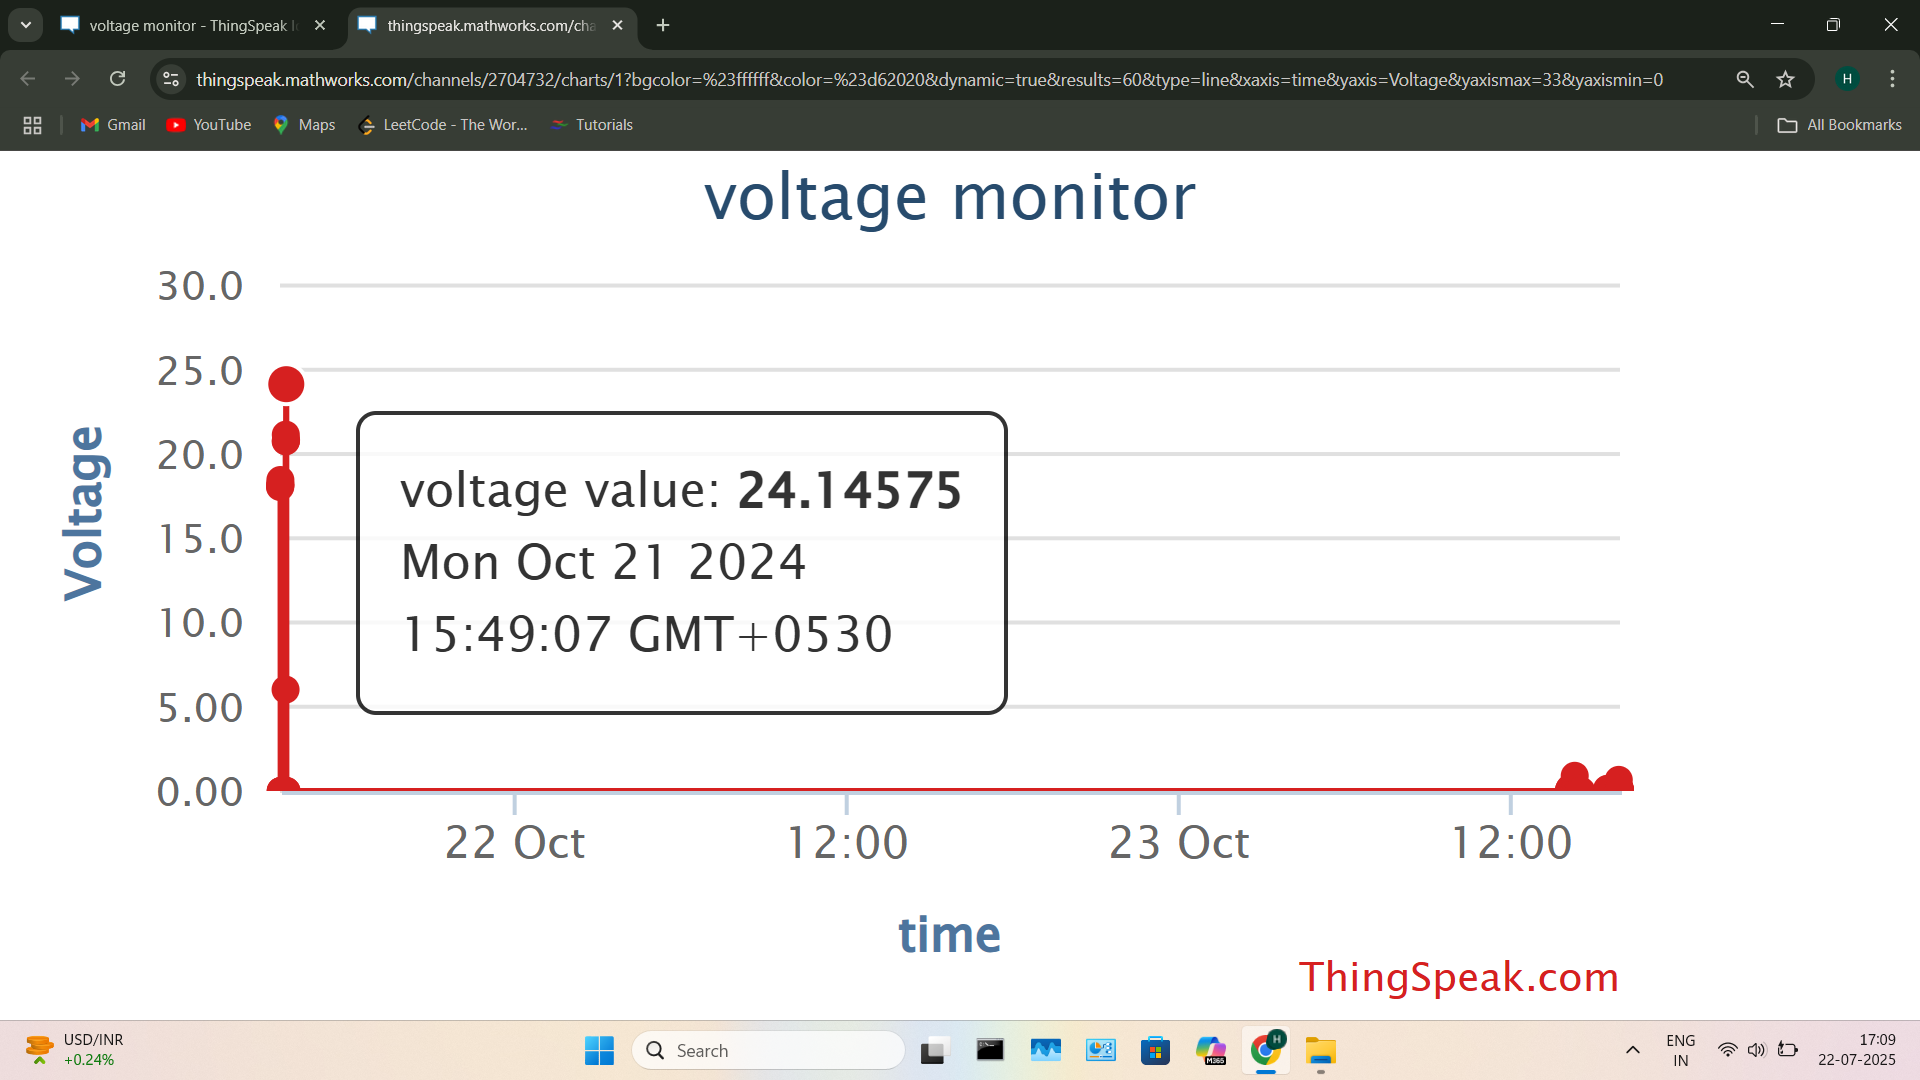 voltage monitor - ThingSpeak I
thingspeak.mathworks.com/cha
thingspeak.mathworks.com/channels/2704732/charts/1?bgcolor=%23ffffff&color=%23d62020&dynamic=true&results=60&type=line&xaxis=time&yaxis=Voltage&yaxismax=33&yaxismin=0
H
Gmail
YouTube
Maps
LeetCode - The Wor...
Tutorials
All Bookmarks
voltage monitor
30.0
25.0
20.0
15.0
10.0
5.00
0.00
Voltage
voltage value: 24.14575
Mon Oct 21 2024
15:49:07 GMT+0530
22 Oct
12:00
23 Oct
12:00
time
ThingSpeak.com
USD/INR
+0.24%
Search
M365
H
ENG
IN
17:09
22-07-2025